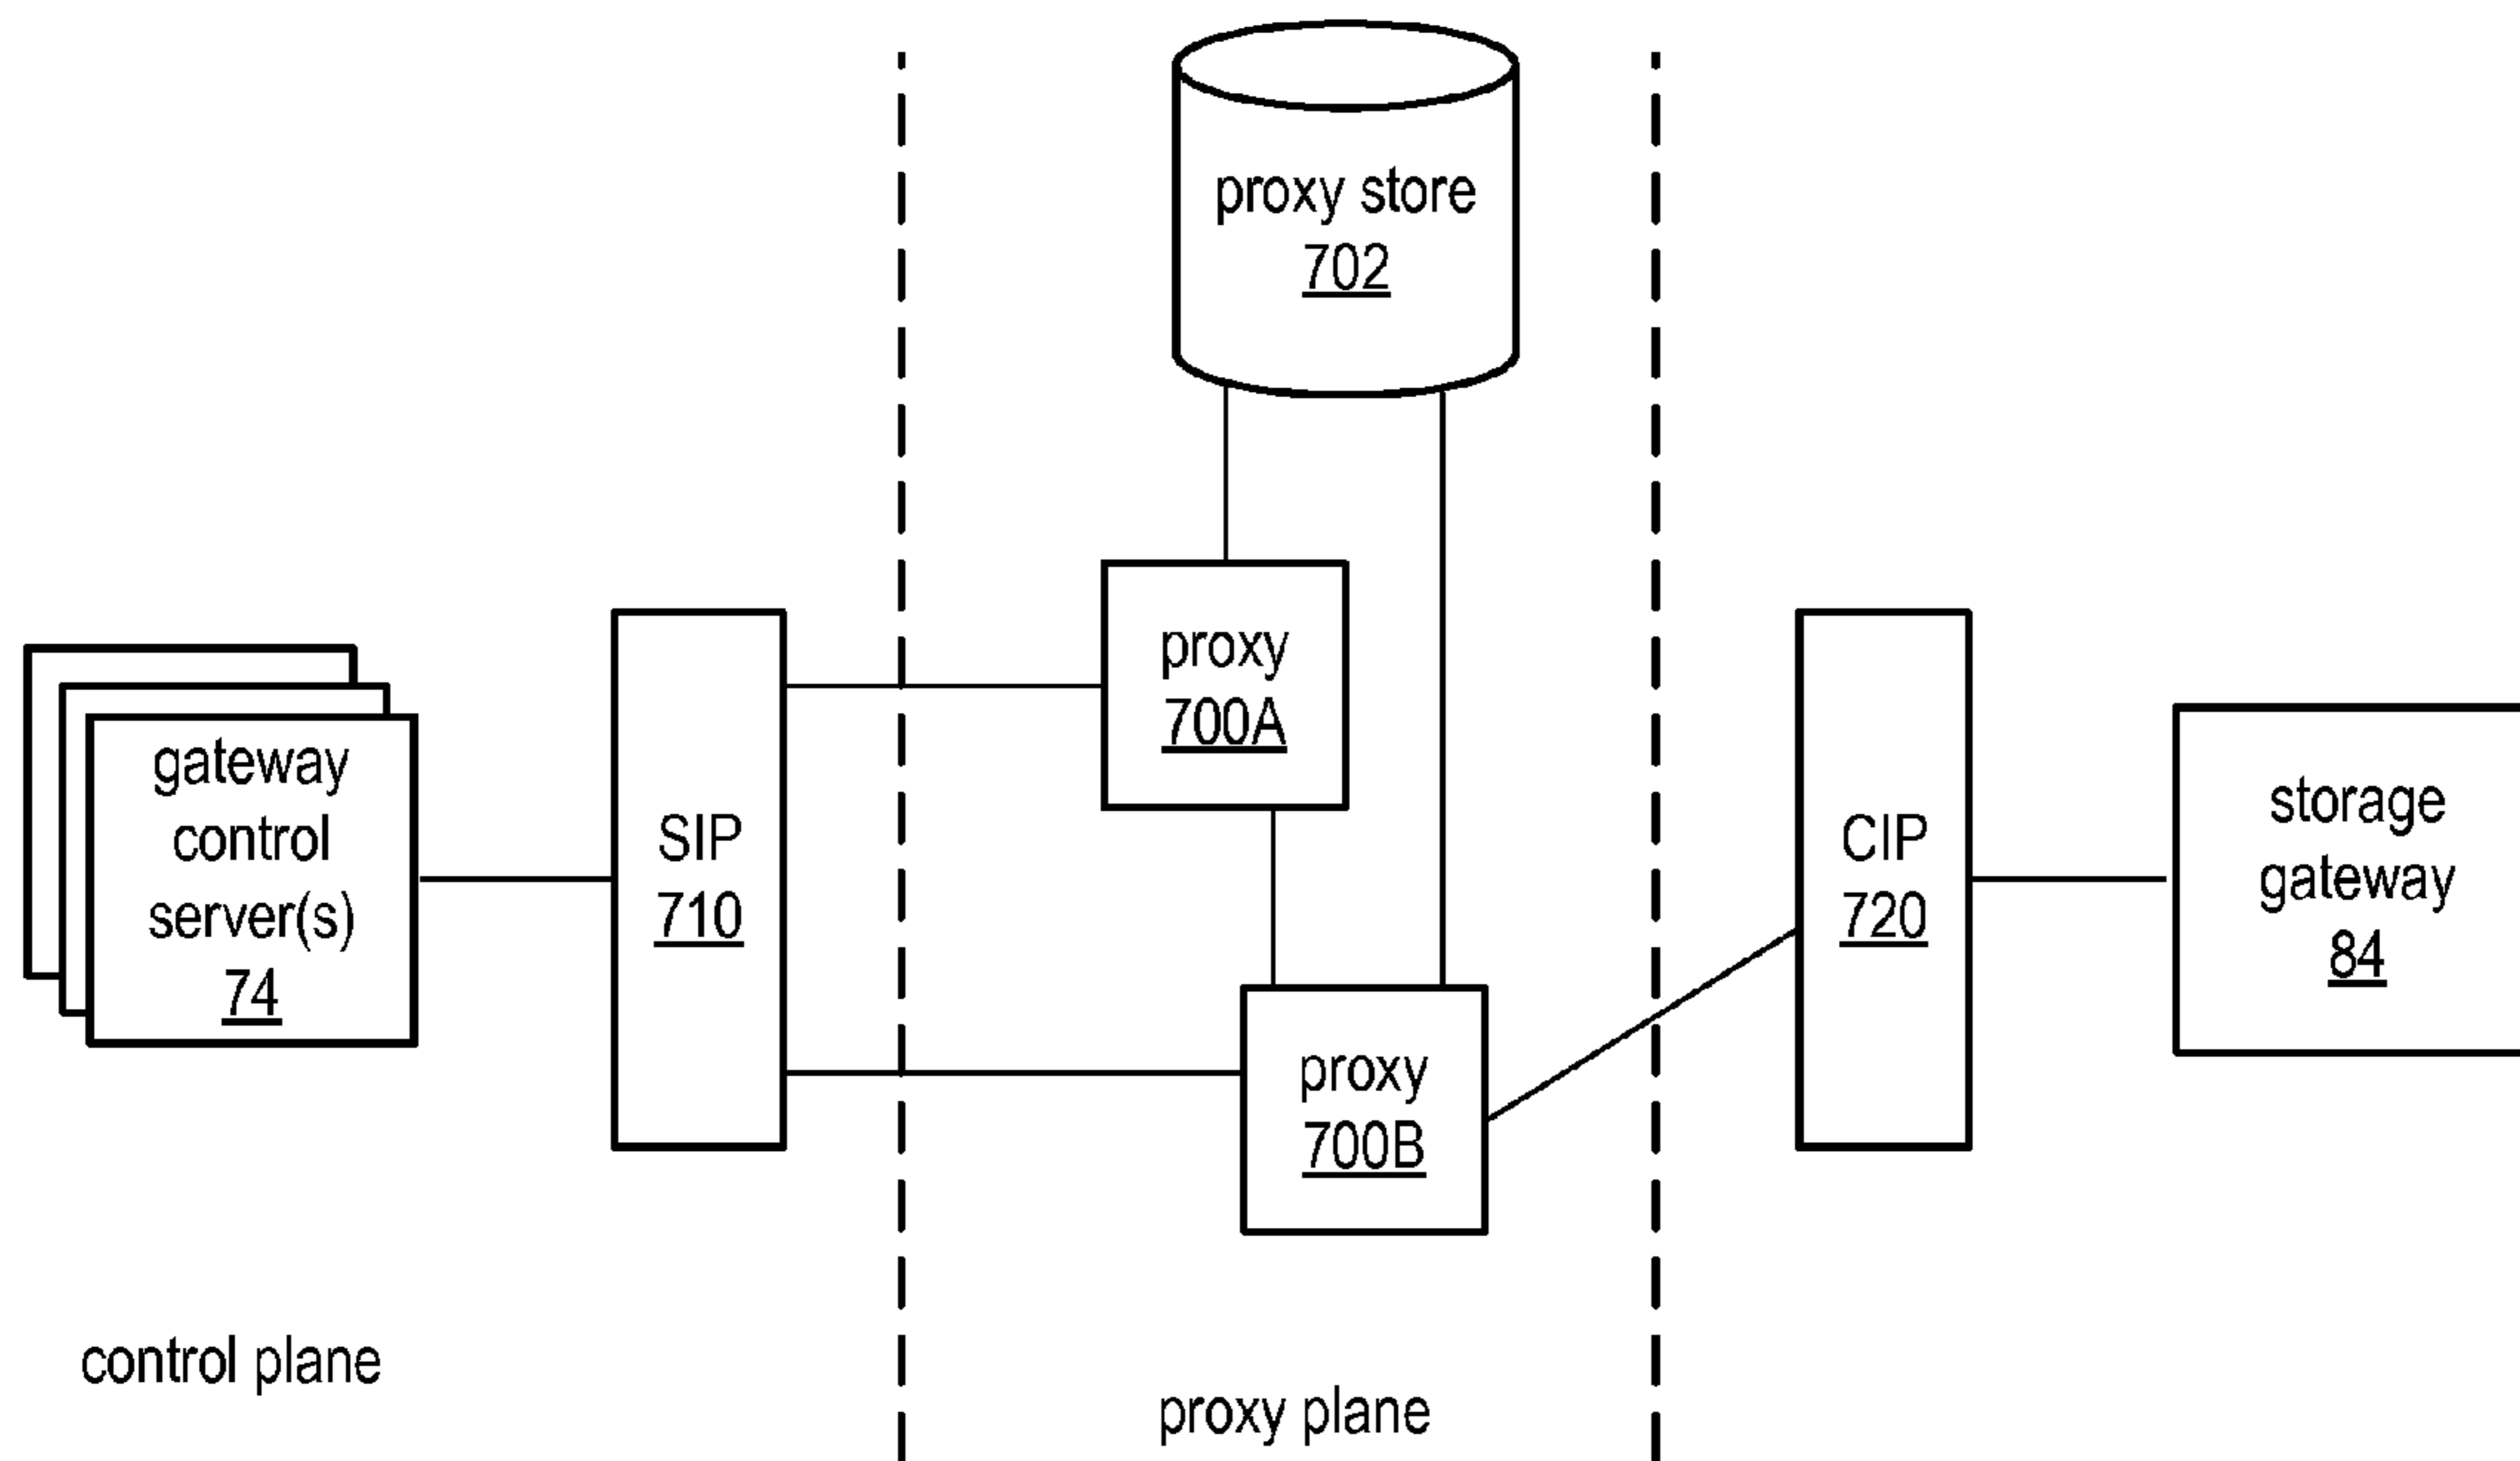 proxy store
702
proxy
700A
gateway
control
server(s)
74
SIP
710
CIP
720
storage
gateway
84
proxy
700B
control plane
proxy plane